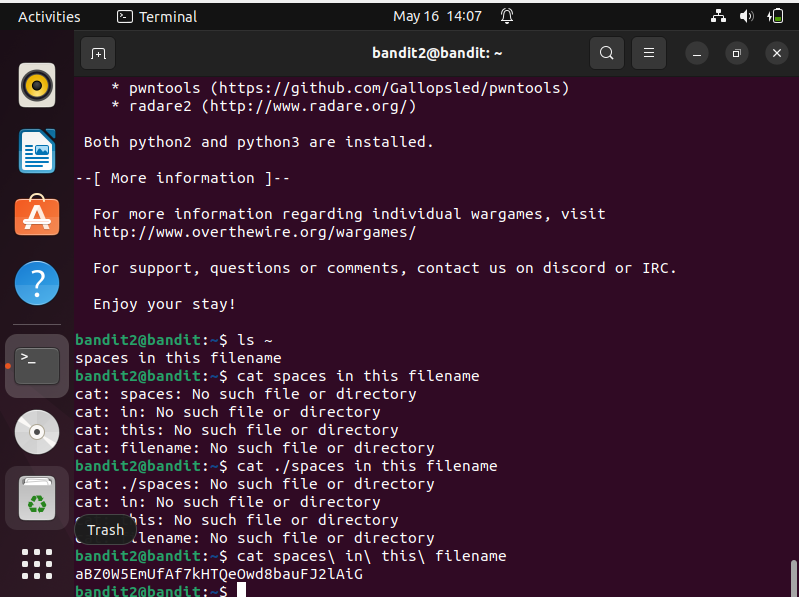 Activities Terminal May 16 14:07
bandit2@bandit: ~
* pwntools (https://github.com/Gallopsled/pwntools)
* radare2 (http://www.radare.org/)
Both python2 and python3 are installed.
--[ More information ]--
For more information regarding individual wargames, visit
http://www.overthewire.org/wargames/
For support, questions or comments, contact us on discord or IRC.
Enjoy your stay!
bandit2@bandit:~$ ls ~
spaces in this filename
bandit2@bandit:~$ cat spaces in this filename
cat: spaces: No such file or directory
cat: in: No such file or directory
cat: this: No such file or directory
cat: filename: No such file or directory
bandit2@bandit:~$ cat ./spaces in this filename
cat: ./spaces: No such file or directory
cat: in: No such file or directory
his: No such file or directory
Trash
lename: No such file or directory
bandit2@bandit:~$ cat spaces\ in\ this\ filename
aBZ0W5EmUfAf7kHTQeOwd8bauFJ2lAiG
bandit2@bandit:~$